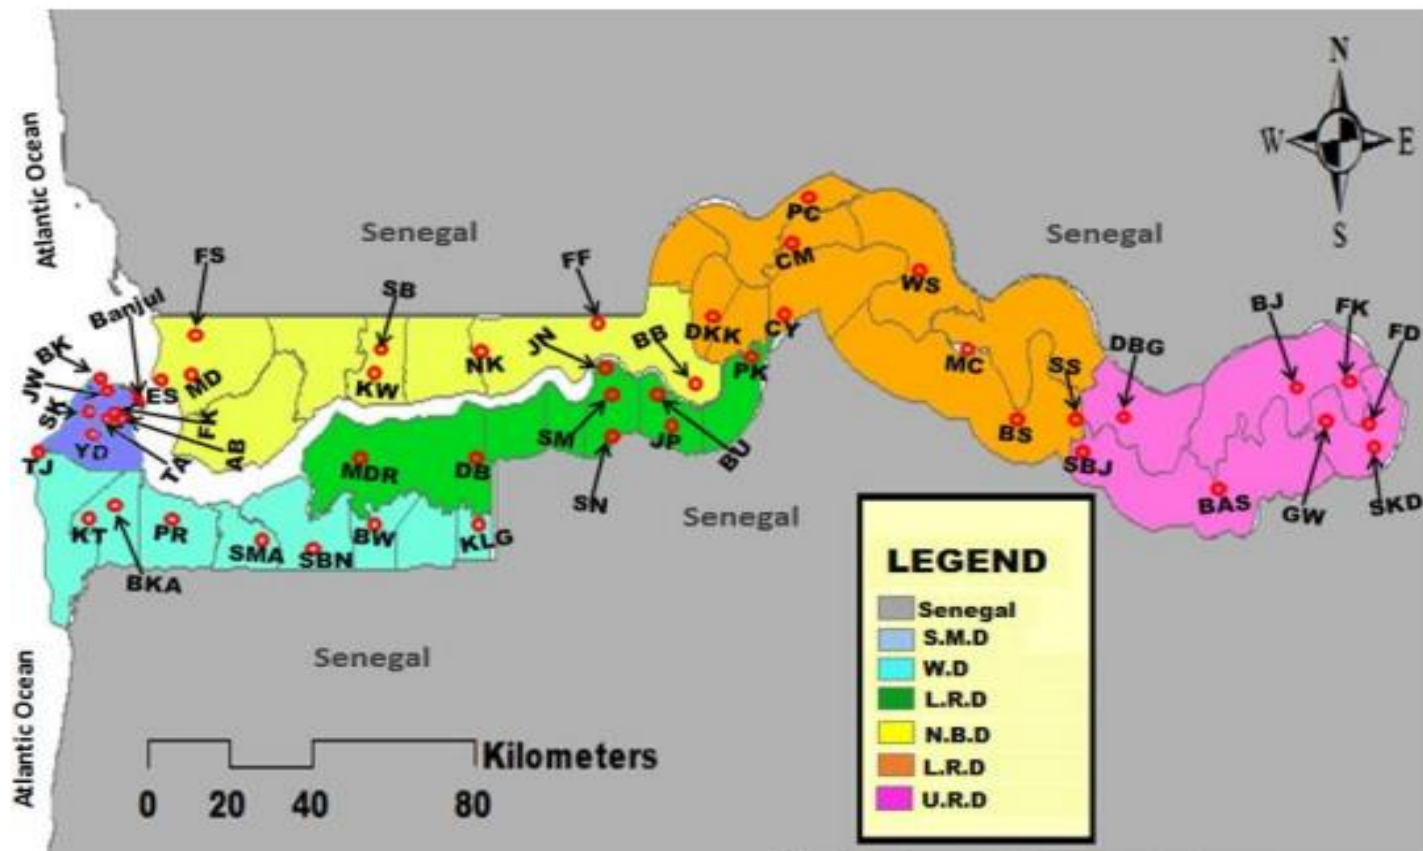 N
W
E
S
Atlantic Ocean
Senegal
Senegal
PC
CM
FS
SB
FF
WS
Banjul
BK
JW
SK
BJ
FK
FD
DKK
CY
JN
BB
DBG
MD
ES
NK
KW
PK
MC
SS
FK
AB
TA
YD
TJ
SM
JP
BU
BS
SBJ
MDR
DB
SN
BAS
GW
SKD
Senegal
KT
PR
BW
KLG
SMA
SBN
BKA
Atlantic Ocean
Senegal
Kilometers
0 20 40 80
LEGEND
Senegal
S.M.D
W.D
L.R.D
N.B.D
L.R.D
U.R.D